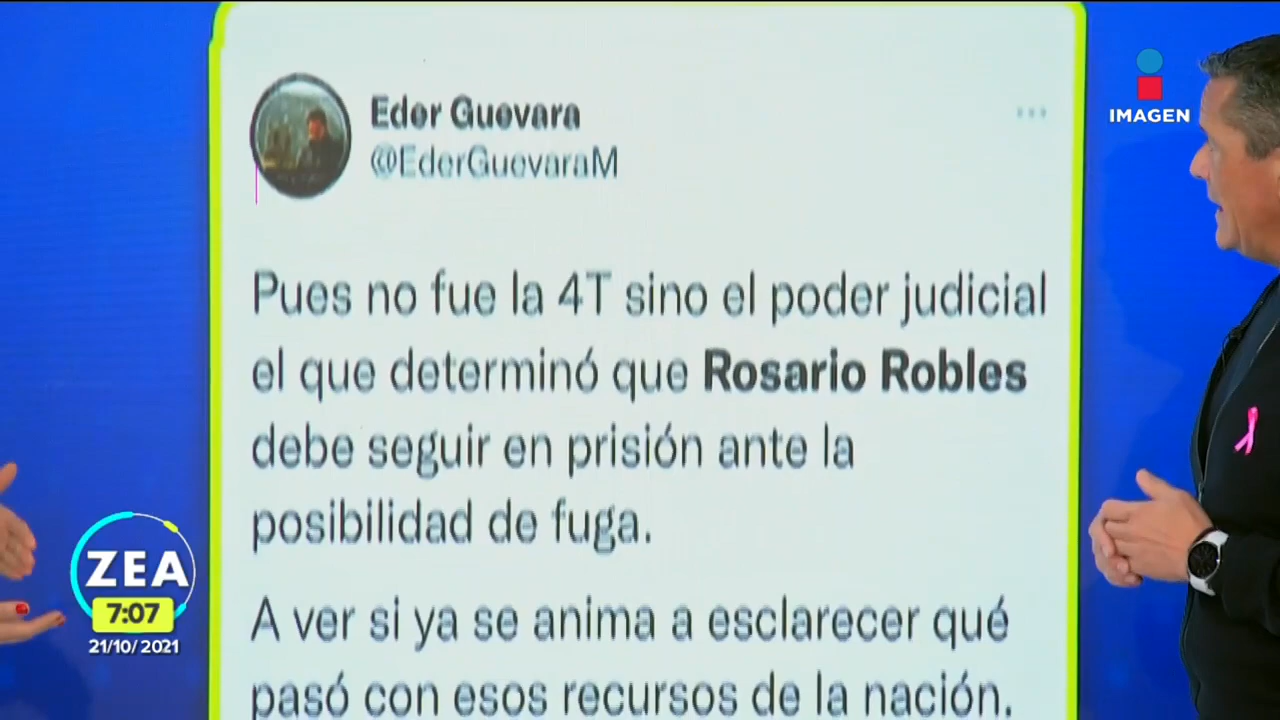 Eder Guevara
@EderGuevaraM
IMAGEN
Pues no fue la 4T sino el poder judicial
el que determinó que Rosario Robles
debe seguir en prisión ante la
posibilidad de fuga.
A ver si ya se anima a esclarecer qué
pasó con esos recursos de la nación.
ZEA
7:07
21/10/2021